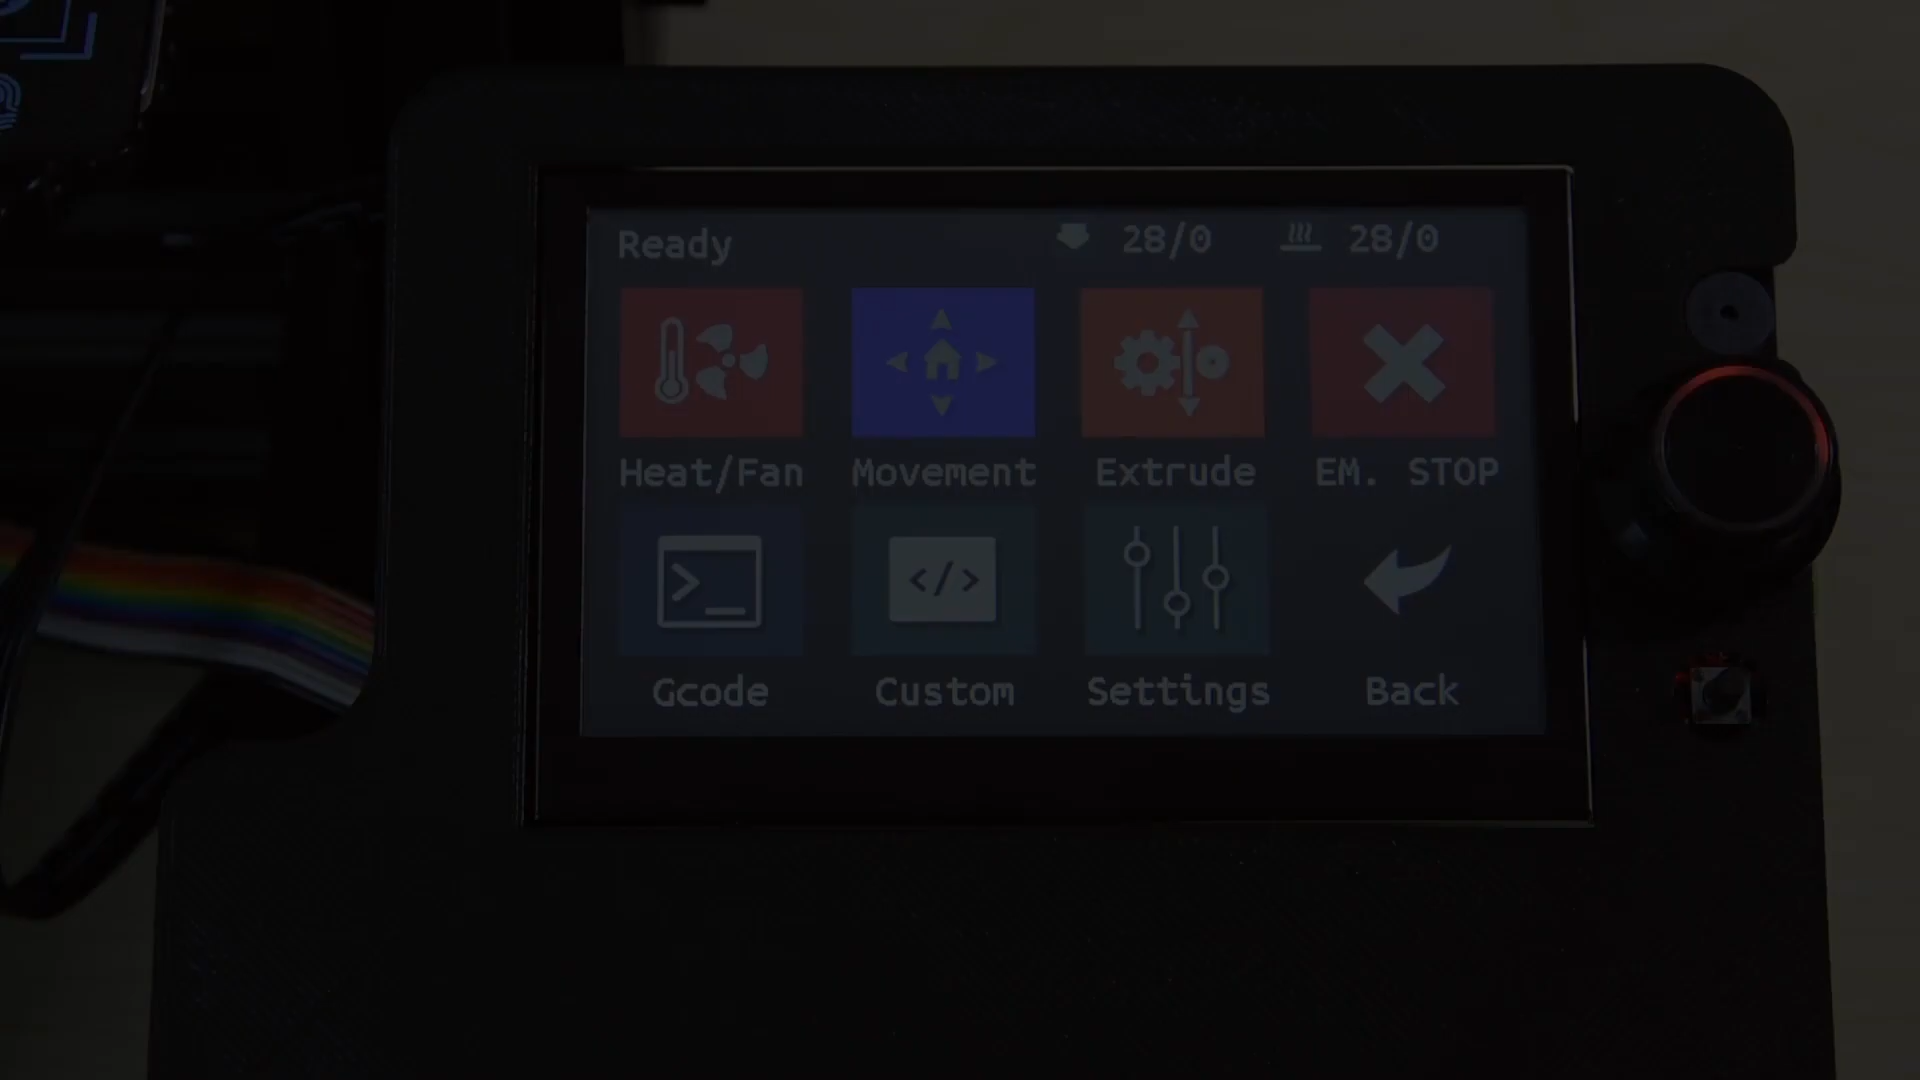 Ready 28/0 28/0
Heat/Fan Movement Extrude EM. STOP
>_ </>
Gcode Custom Settings Back